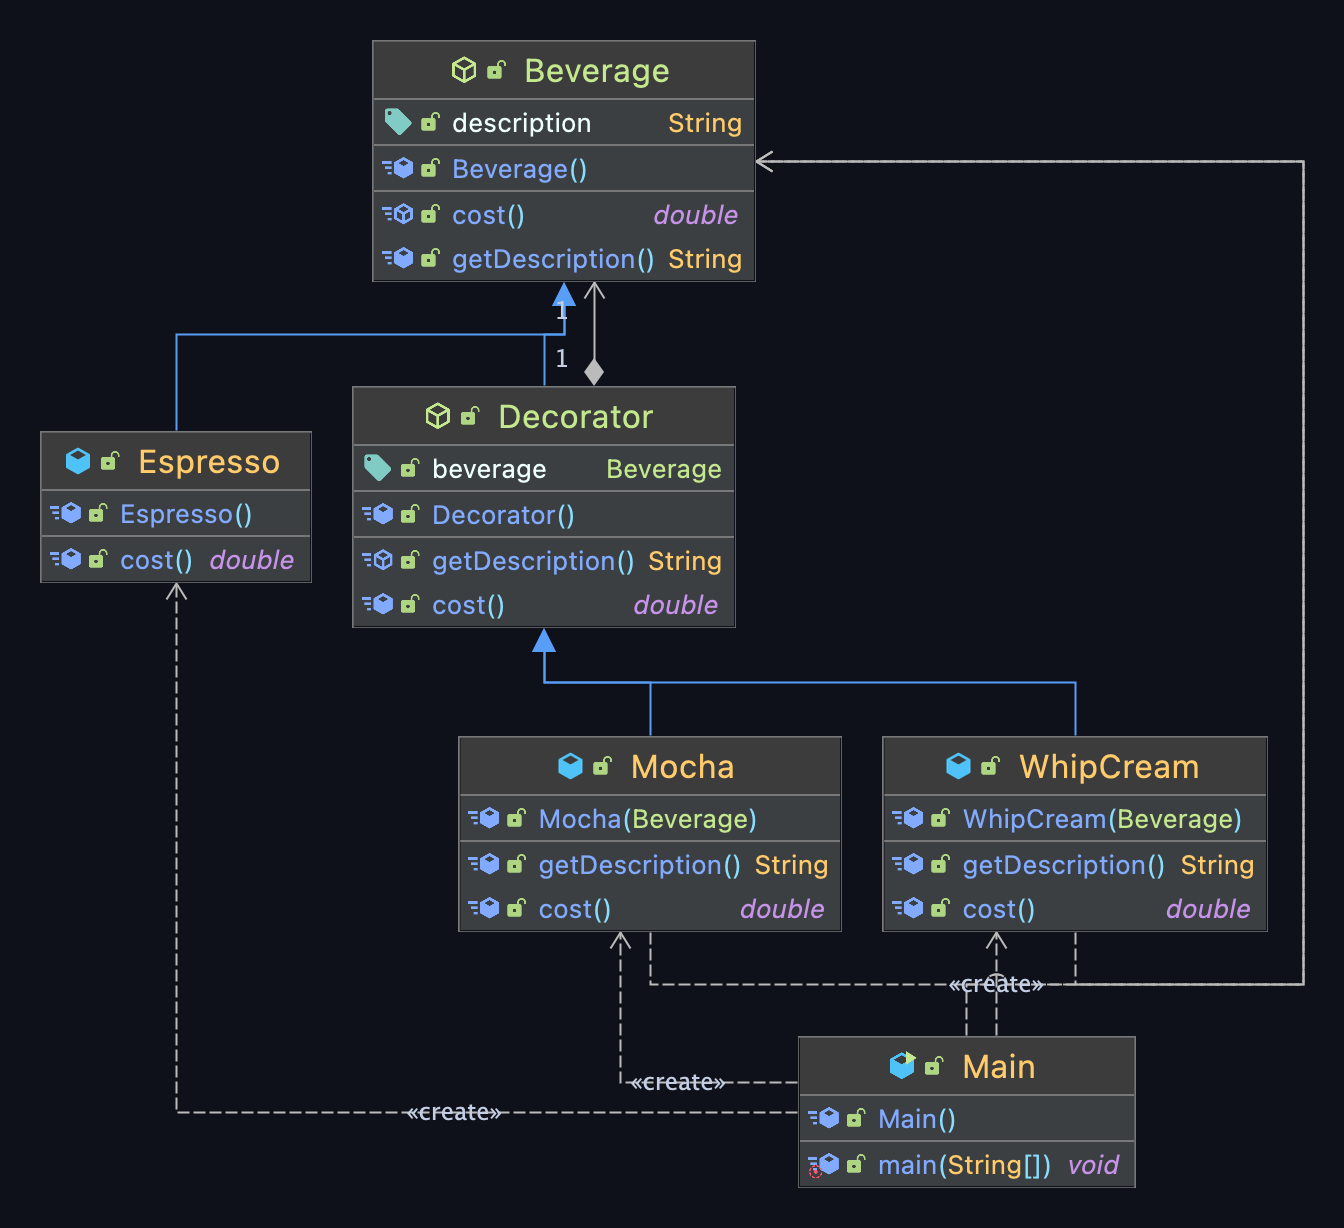 Beverage
description String
Beverage()
cost() double
getDescription() String
1
1
Decorator
beverage Beverage
Decorator()
getDescription() String
cost() double
Espresso
Espresso()
cost() double
Mocha
Mocha(Beverage)
getDescription() String
cost() double
WhipCream
WhipCream(Beverage)
getDescription() String
cost() double
«create»
«create»
«create»
Main
Main()
main(String[]) void